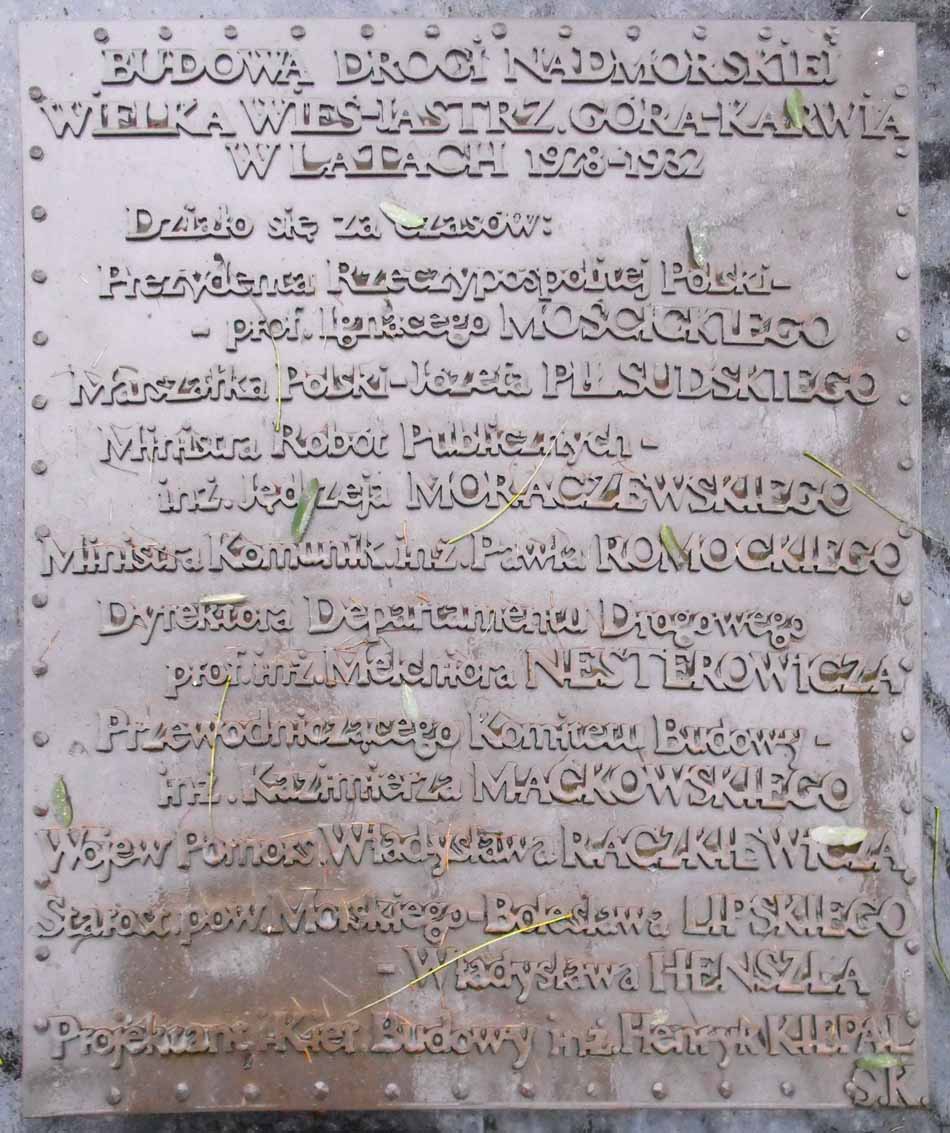 BUDOWA DROGI NADMORSKIEJ
WIELKA WIEŚ-JASTRZ. GÓRA-KARWIA
W LATACH 1928-1932
Działo się za czasów:
Prezydenta Rzeczypospolitej Polski-
- prof. Ignacego MOŚCICKIEGO
Marszałka Polski-Józefa PIŁSUDSKIEGO
Ministra Robót Publicznych -
inż. Jędrzeja MORACZEWSKIEGO
Ministra Komunik. inż. Pawła ROMOCKIEGO
Dyrektora Departamentu Drogowego
prof. inż. Melchiora NESTEROWICZA
Przewodniczącego Komitetu Budowy -
inż. Kazimierza MACKOWSKIEGO
Wojew Pomors Władysława RACZKIEWICZA
Starost. pow. Morskiego-Bolesława LIPSKIEGO
- Władysława HENSZLA
Projektant i Kier. Budowy inż. Henryk KIEPAL
S.K.